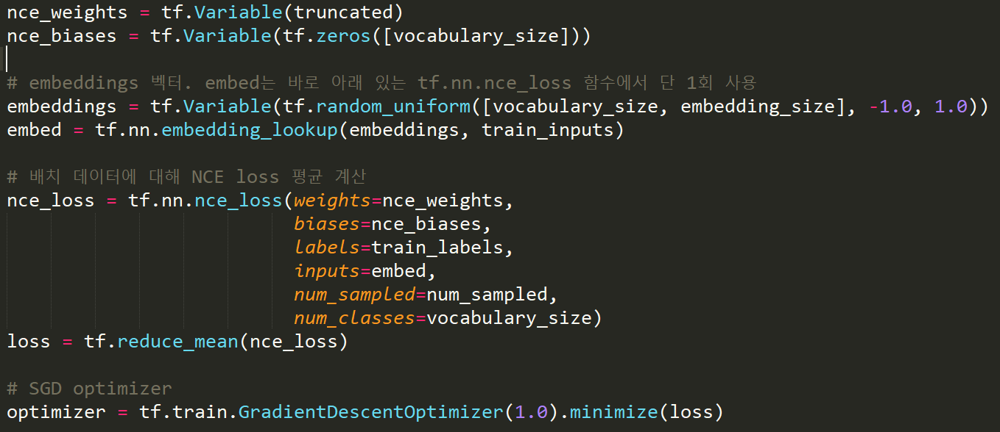 nce_weights = tf.Variable(truncated)
nce_biases = tf.Variable(tf.zeros([vocabulary_size]))
# embeddings 벡터. embed는 바로 아래 있는 tf.nn.nce_loss 함수에서 단 1회 사용
embeddings = tf.Variable(tf.random_uniform([vocabulary_size, embedding_size], -1.0, 1.0))
embed = tf.nn.embedding_lookup(embeddings, train_inputs)
# 배치 데이터에 대해 NCE loss 평균 계산
nce_loss = tf.nn.nce_loss(weights=nce_weights,
biases=nce_biases,
labels=train_labels,
inputs=embed,
num_sampled=num_sampled,
num_classes=vocabulary_size)
loss = tf.reduce_mean(nce_loss)
# SGD optimizer
optimizer = tf.train.GradientDescentOptimizer(1.0).minimize(loss)